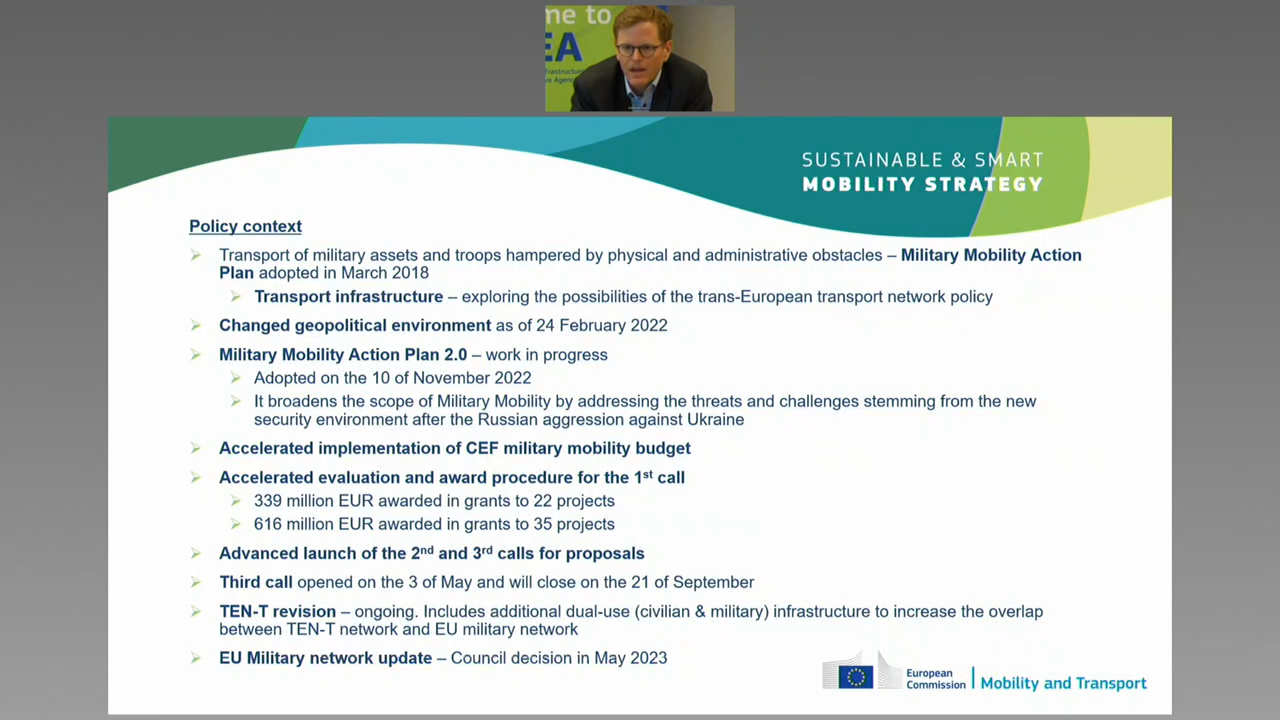 me to
EA
frastructure
ve Agen
SUSTAINABLE & SMART
MOBILITY STRATEGY
Policy context
Transport of military assets and troops hampered by physical and administrative obstacles – Military Mobility Action
Plan adopted in March 2018
Transport infrastructure – exploring the possibilities of the trans-European transport network policy
Changed geopolitical environment as of 24 February 2022
Military Mobility Action Plan 2.0 – work in progress
Adopted on the 10 of November 2022
It broadens the scope of Military Mobility by addressing the threats and challenges stemming from the new
security environment after the Russian aggression against Ukraine
Accelerated implementation of CEF military mobility budget
Accelerated evaluation and award procedure for the 1st call
339 million EUR awarded in grants to 22 projects
616 million EUR awarded in grants to 35 projects
Advanced launch of the 2nd and 3rd calls for proposals
Third call opened on the 3 of May and will close on the 21 of September
TEN-T revision – ongoing. Includes additional dual-use (civilian & military) infrastructure to increase the overlap
between TEN-T network and EU military network
EU Military network update – Council decision in May 2023
European
Commission
Mobility and Transport